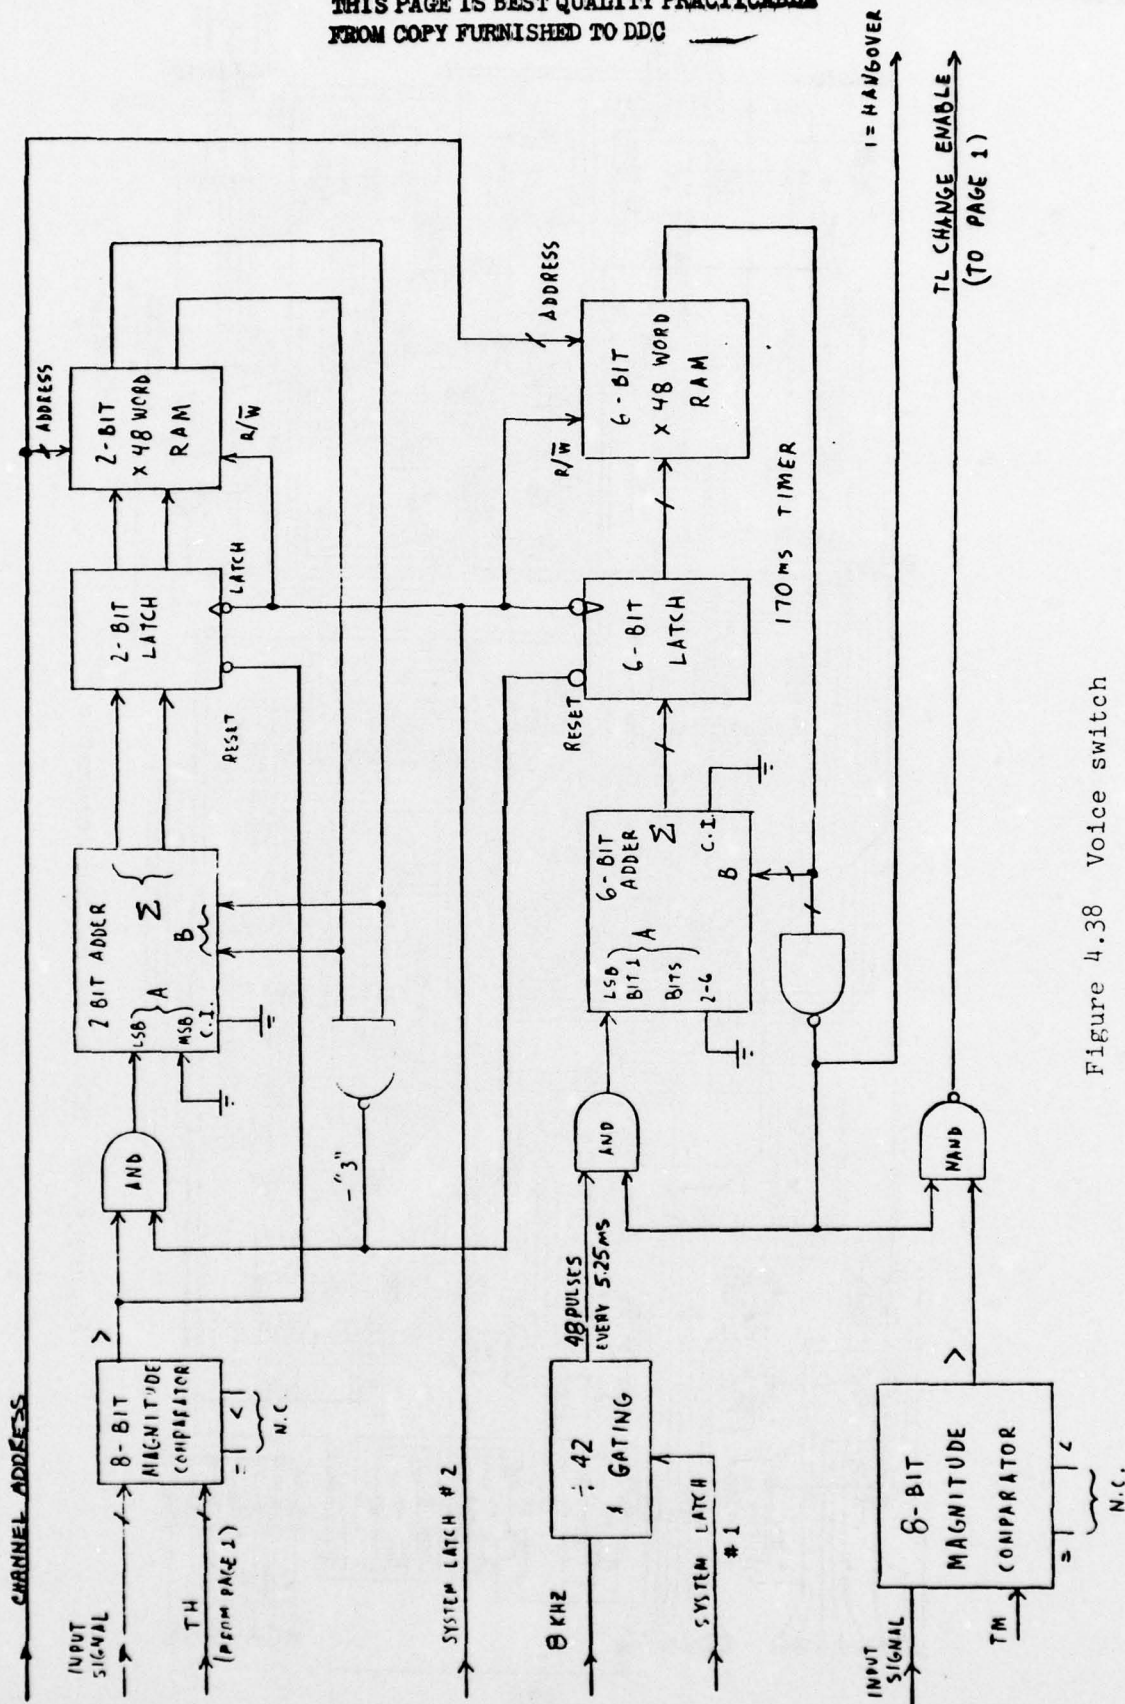 THIS PAGE IS BEST QUALITY PRACTICABLE
FROM COPY FURNISHED TO DDC
CHANNEL ADDRESS
INPUT
SIGNAL
TH
(FROM PAGE 1)
8-BIT
MAGNITUDE
COMPARATOR
>
= <
N.C.
AND
2 BIT ADDER
LSB
MSB
A
C.I.
B
Σ
RESET
2-BIT
LATCH
LATCH
ADDRESS
2-BIT
X 48 WORD
RAM
R/W̅
-"3"
SYSTEM LATCH # 2
8 KHZ
SYSTEM LATCH
# 1
÷ 42
GATING
48 PULSES
EVERY 5.25MS
AND
6-BIT
ADDER
LSB
BIT 1
BITS
2-6
A
Σ
B
C.I.
RESET
6-BIT
LATCH
ADDRESS
R/W̅
6-BIT
X 48 WORD
RAM
170 MS TIMER
1 = HANGOVER
INPUT
SIGNAL
TM
8-BIT
MAGNITUDE
COMPARATOR
>
= <
N.C.
NAND
TL CHANGE ENABLE
(TO PAGE 1)
Figure 4.38 Voice switch